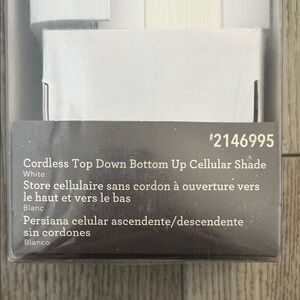 #2146995
Cordless Top Down Bottom Up Cellular Shade
White
Store cellulaire sans cordon à ouverture vers
le haut et vers le bas
Blanc
Persiana celular ascendente/descendente
sin cordones
Blanco